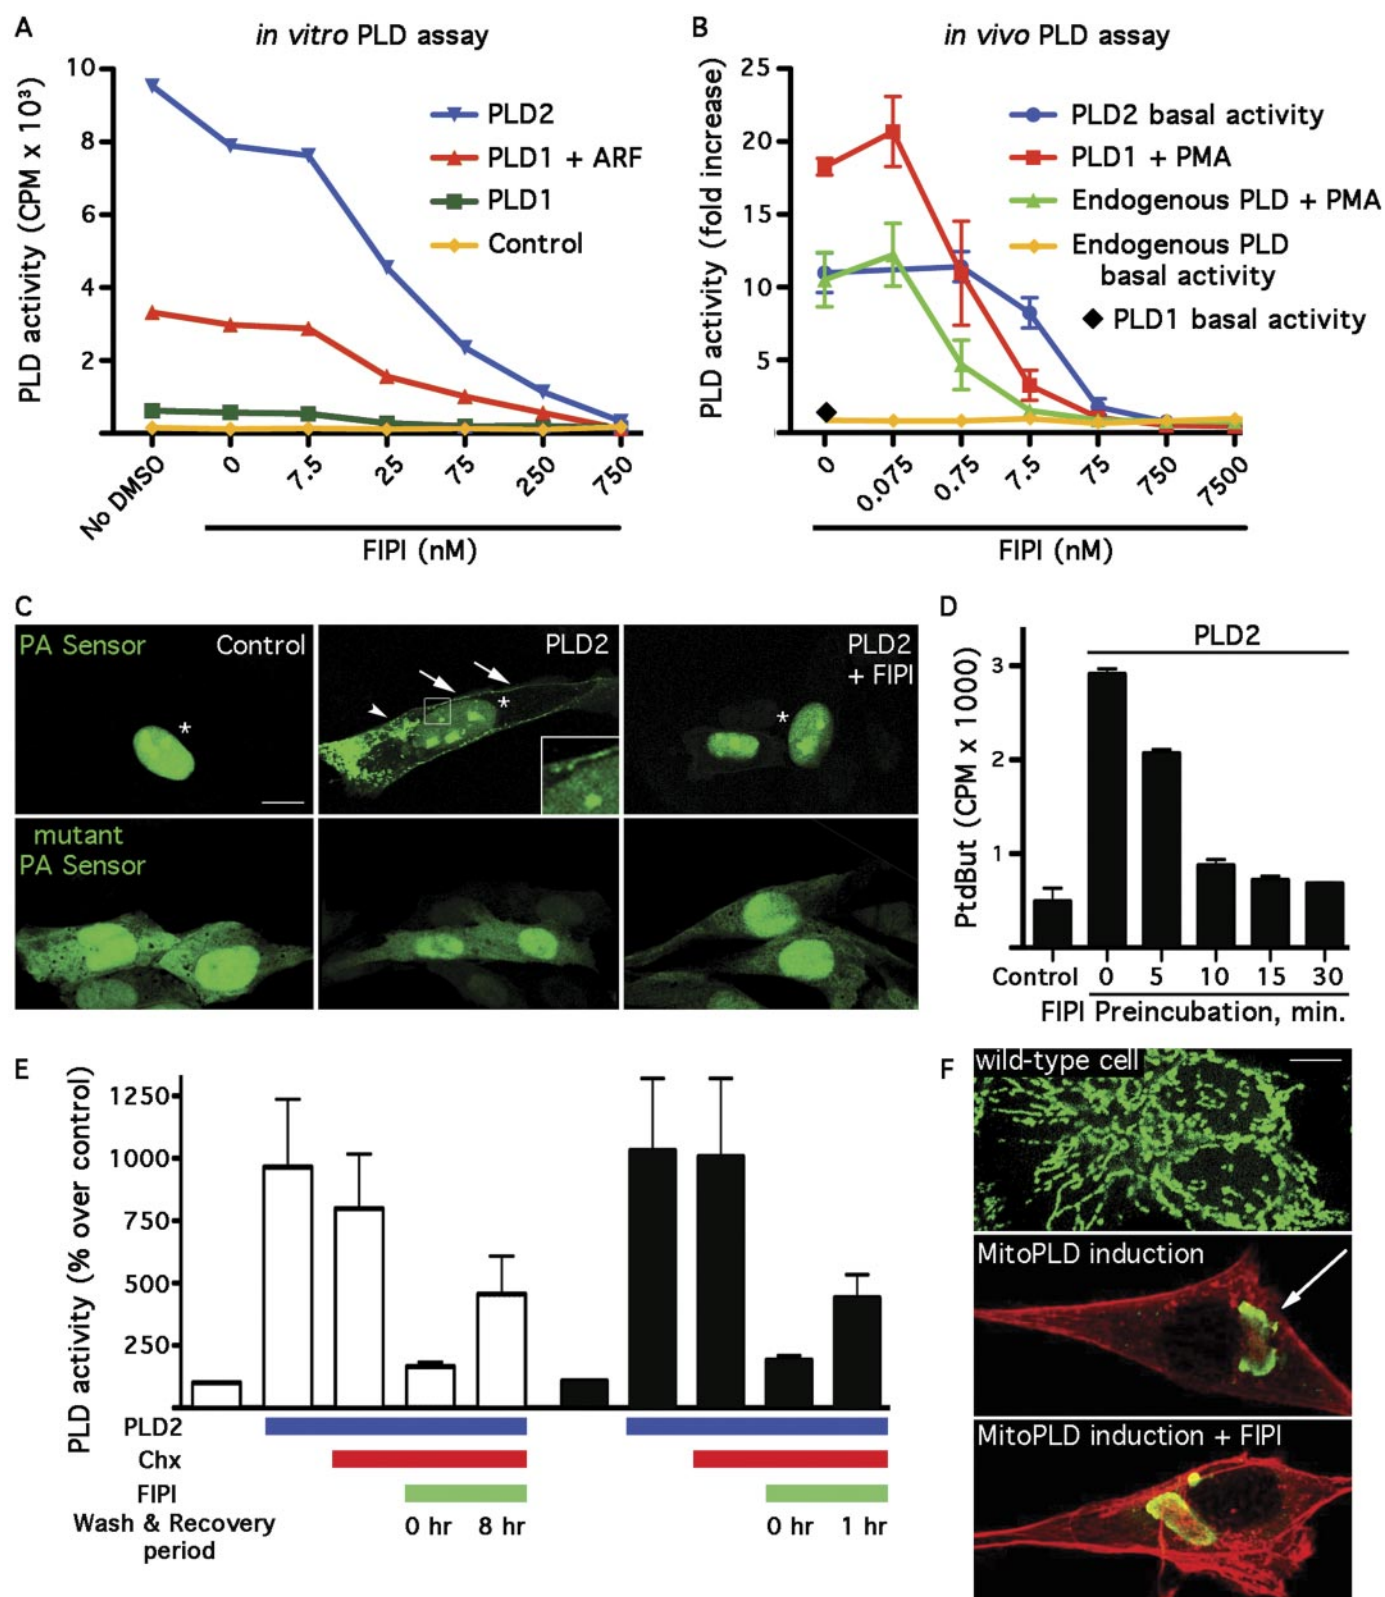 A
in vitro PLD assay
PLD activity (CPM x 10³)
10
8
6
4
2
PLD2
PLD1 + ARF
PLD1
Control
No DMSO
0
7.5
25
75
250
750
FIPI (nM)
B
in vivo PLD assay
PLD activity (fold increase)
25
20
15
10
5
PLD2 basal activity
PLD1 + PMA
Endogenous PLD + PMA
Endogenous PLD
basal activity
PLD1 basal activity
0
0.075
0.75
7.5
75
750
7500
FIPI (nM)
C
PA Sensor
Control
PLD2
*
*
PLD2
+ FIPI
*
mutant
PA Sensor
D
PLD2
PtdBut (CPM x 1000)
3
2
1
Control 0 5 10 15 30
FIPI Preincubation, min.
E
PLD activity (% over control)
1250
1000
750
500
250
PLD2
Chx
FIPI
Wash & Recovery
period
0 hr 8 hr
0 hr 1 hr
F
wild-type cell
MitoPLD induction
MitoPLD induction + FIPI